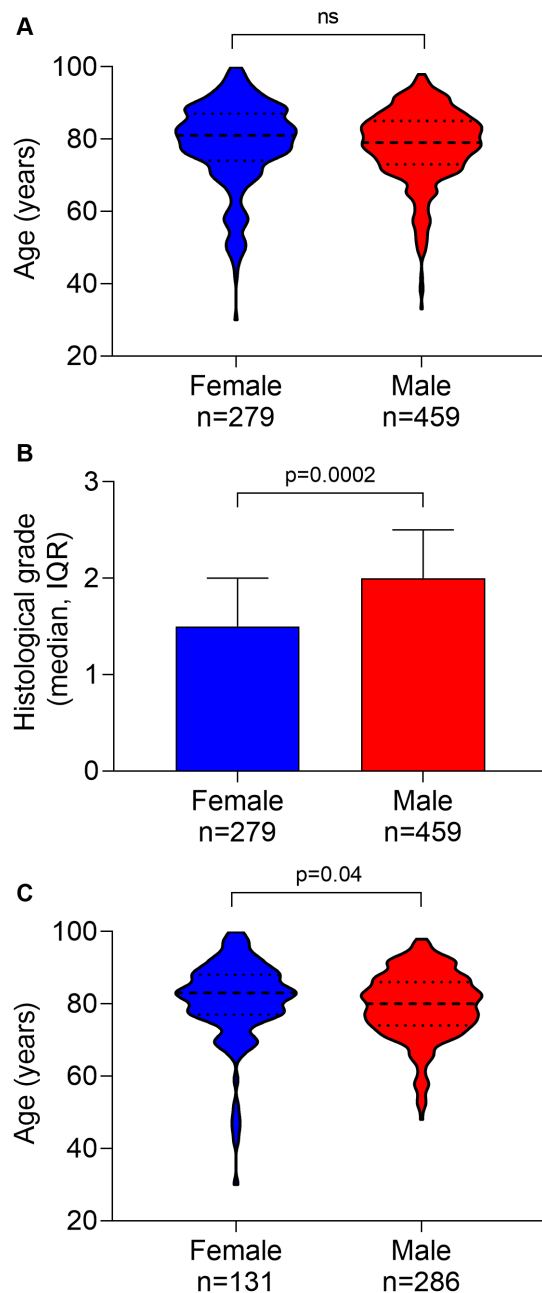 A
ns
Age (years)
100
80
60
40
20
Female
n=279
Male
n=459
B
p=0.0002
Histological grade
(median, IQR)
3
2
1
0
Female
n=279
Male
n=459
C
p=0.04
Age (years)
100
80
60
40
20
Female
n=131
Male
n=286